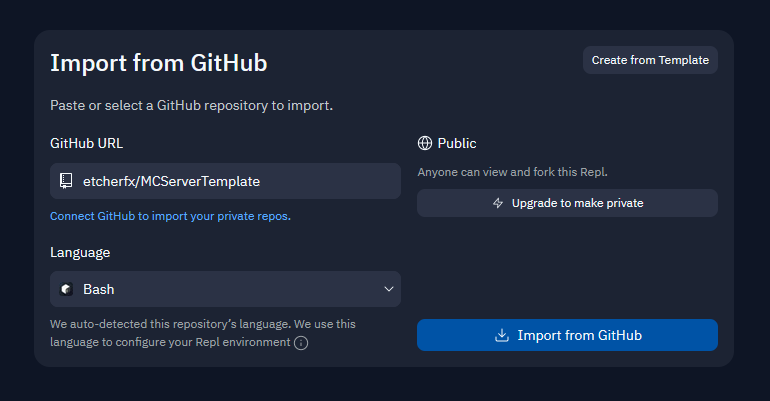 Import from GitHub
Create from Template
Paste or select a GitHub repository to import.
GitHub URL
etcherfx/MCServerTemplate
Connect GitHub to import your private repos.
Language
Bash
We auto-detected this repository's language. We use this
language to configure your Repl environment
Public
Anyone can view and fork this Repl.
Upgrade to make private
Import from GitHub